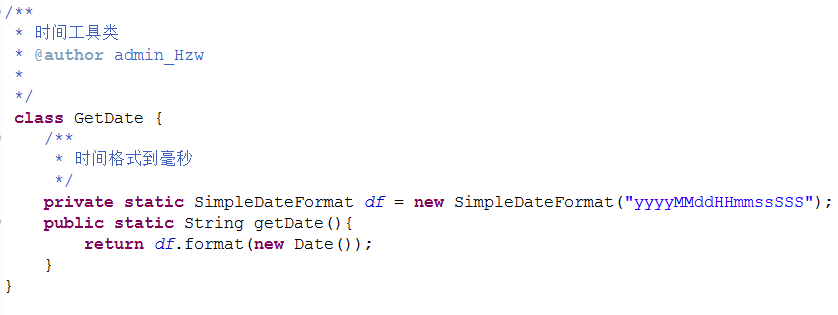 /**
 * 时间工具类
 * @author admin_Hzw
 *
 */
 class GetDate {
    /**
     * 时间格式到毫秒
     */
    private static SimpleDateFormat df = new SimpleDateFormat("yyyyMMddHHmmssSSS");
    public static String getDate(){
        return df.format(new Date());
    }
}